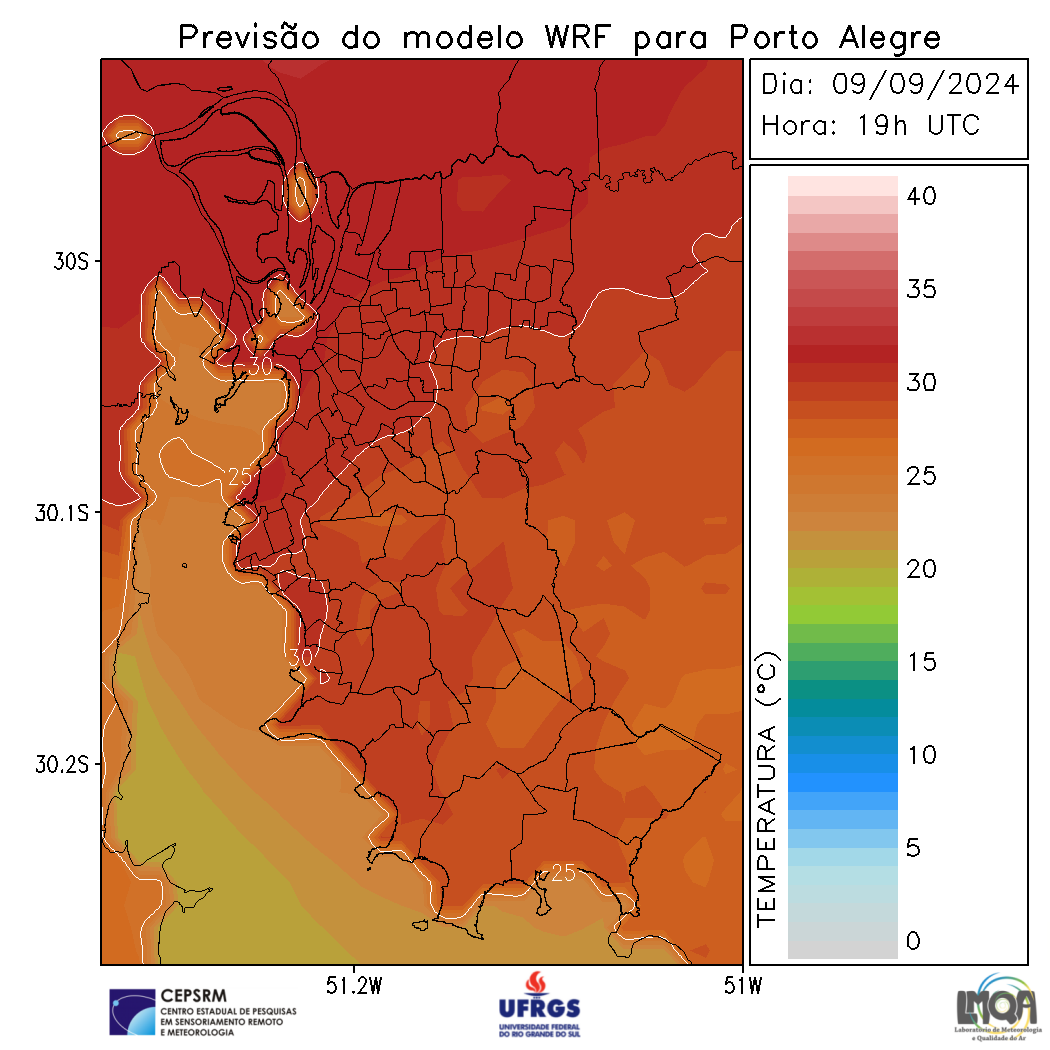 Previsão do modelo WRF para Porto Alegre
Dia: 09/09/2024
Hora: 19h UTC
40
35
30
25
20
15
10
5
0
TEMPERATURA (°C)
30S
30.1S
30.2S
51.2W
51W
30
25
30
25
CEPSRM
CENTRO ESTADUAL DE PESQUISAS
EM SENSORIAMENTO REMOTO
E METEOROLOGIA
UFRGS
UNIVERSIDADE FEDERAL
DO RIO GRANDE DO SUL
LMQA
Laboratório de Meteorologia
e Qualidade do Ar